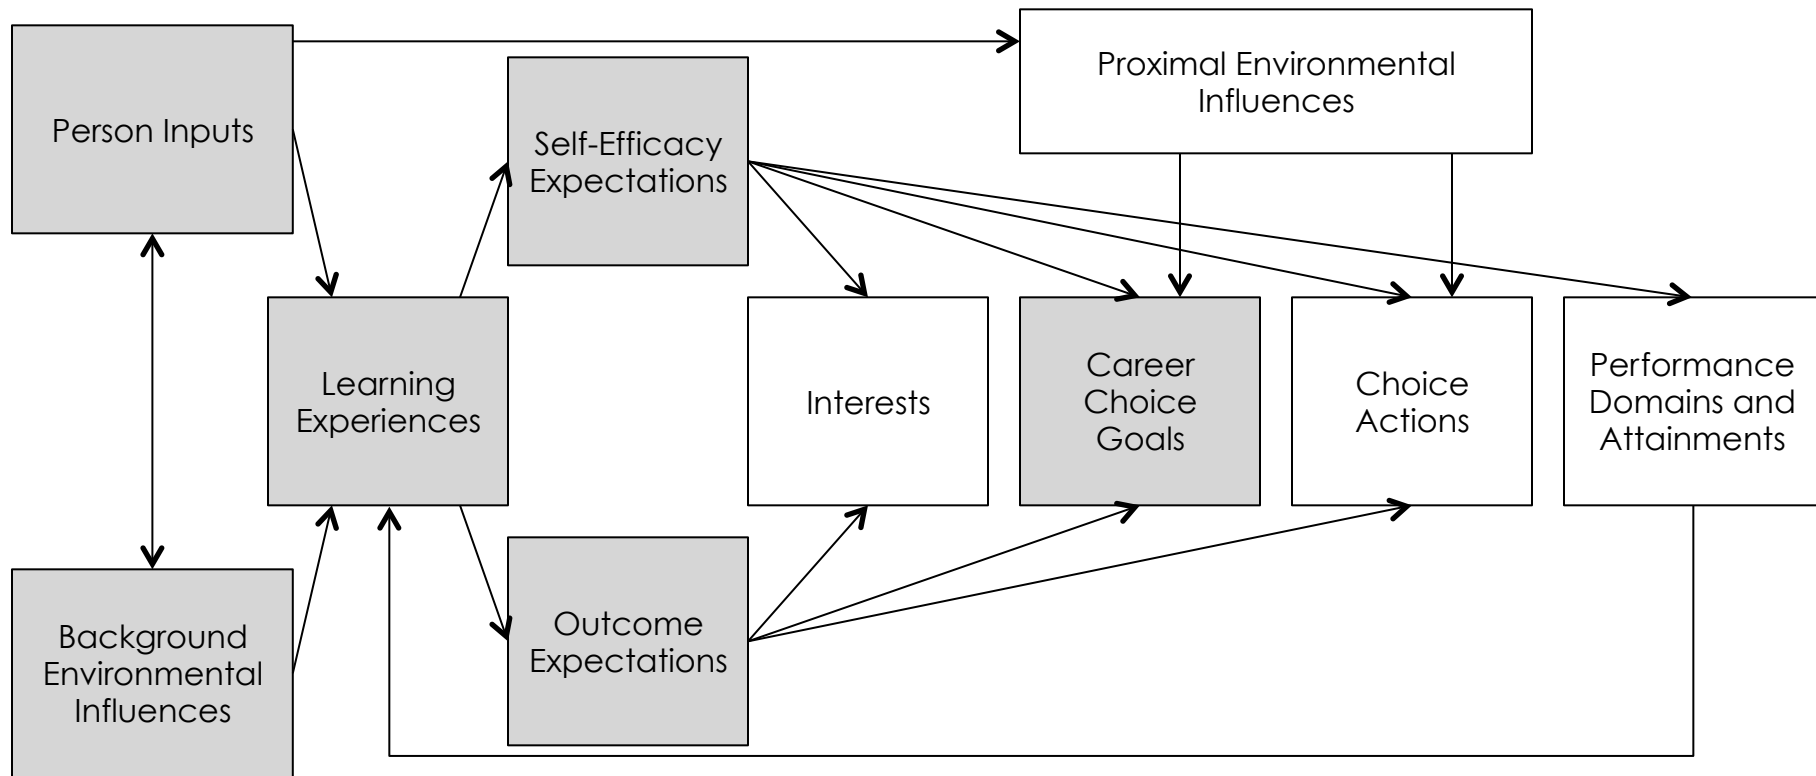 Person Inputs
Proximal Environmental
Influences
Self-Efficacy
Expectations
Learning
Experiences
Interests
Career
Choice
Goals
Choice
Actions
Performance
Domains and
Attainments
Background
Environmental
Influences
Outcome
Expectations